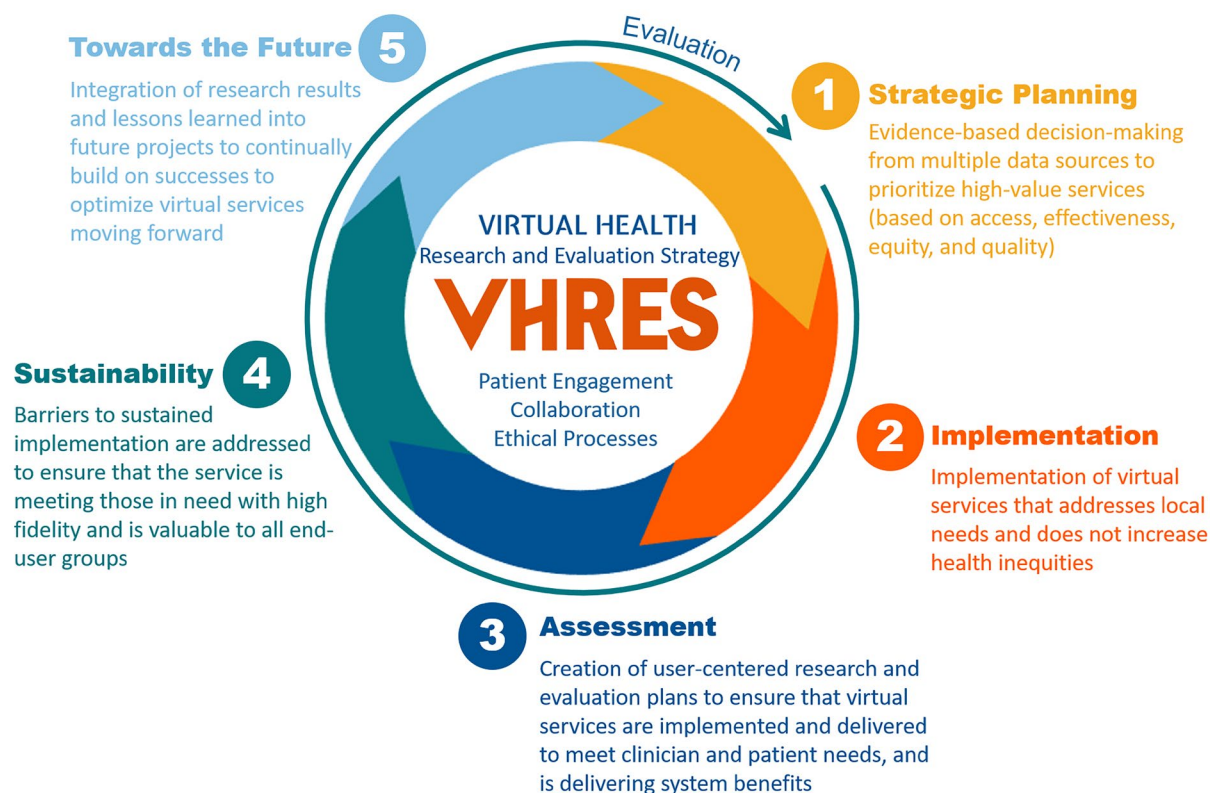 Evaluation
1
Strategic Planning
Evidence-based decision-making
from multiple data sources to
prioritize high-value services
(based on access, effectiveness,
equity, and quality)
2
Implementation
Implementation of virtual
services that addresses local
needs and does not increase
health inequities
3
Assessment
Creation of user-centered research and
evaluation plans to ensure that virtual
services are implemented and delivered
to meet clinician and patient needs, and
is delivering system benefits
4
Sustainability
Barriers to sustained
implementation are addressed
to ensure that the service is
meeting those in need with high
fidelity and is valuable to all end-
user groups
5
Towards the Future
Integration of research results
and lessons learned into
future projects to continually
build on successes to
optimize virtual services
moving forward
VIRTUAL HEALTH
Research and Evaluation Strategy
VHRES
Patient Engagement
Collaboration
Ethical Processes